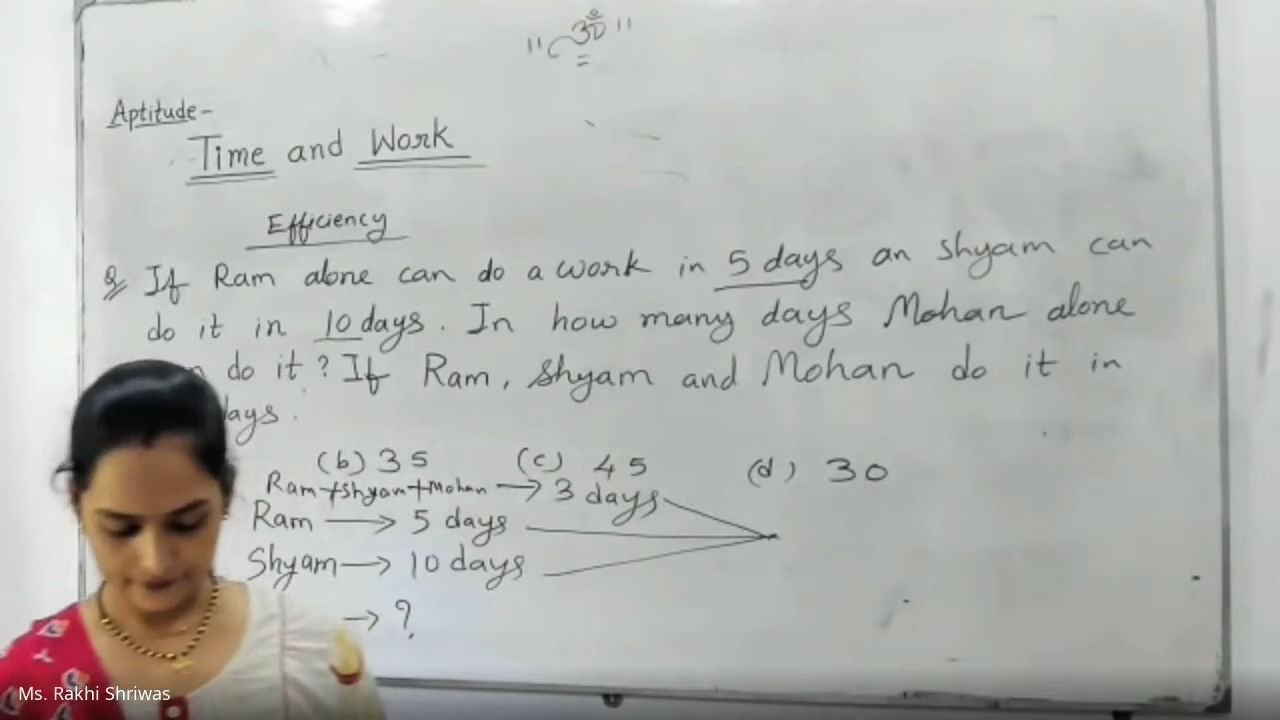 "ॐ"
Aptitude-
Time and Work
Efficiency
Q If Ram alone can do a work in 5 days an Shyam can
do it in 10 days. In how many days Mohan alone
do it? If Ram, Shyam and Mohan do it in
days.
(b) 35 (c) 45 (d) 30
Ram+Shyam+Mohan → 3 days
Ram → 5 days
Shyam → 10 days
→ ?
Ms. Rakhi Shriwas